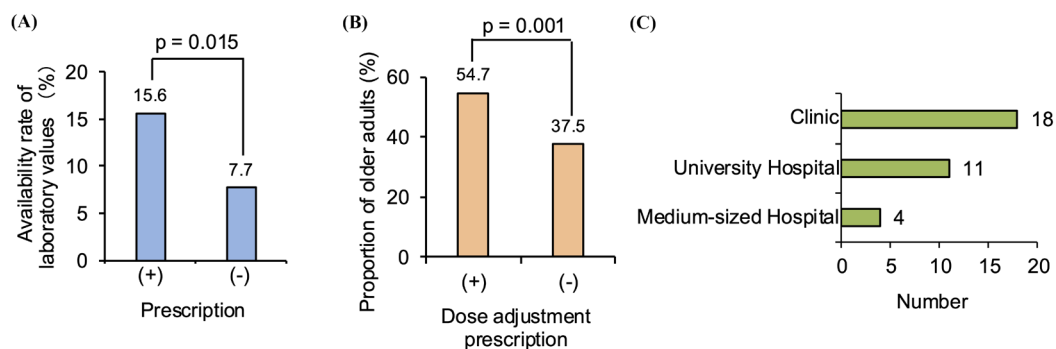 (A)
p = 0.015
Availability rate of
laboratory values (%)
20
15
10
5
0
15.6
7.7
(+)
(-)
Prescription
(B)
p = 0.001
Proportion of older adults (%)
60
40
20
0
54.7
37.5
(+)
(-)
Dose adjustment
prescription
(C)
Clinic
18
University Hospital
11
Medium-sized Hospital
4
0
5
10
15
20
Number